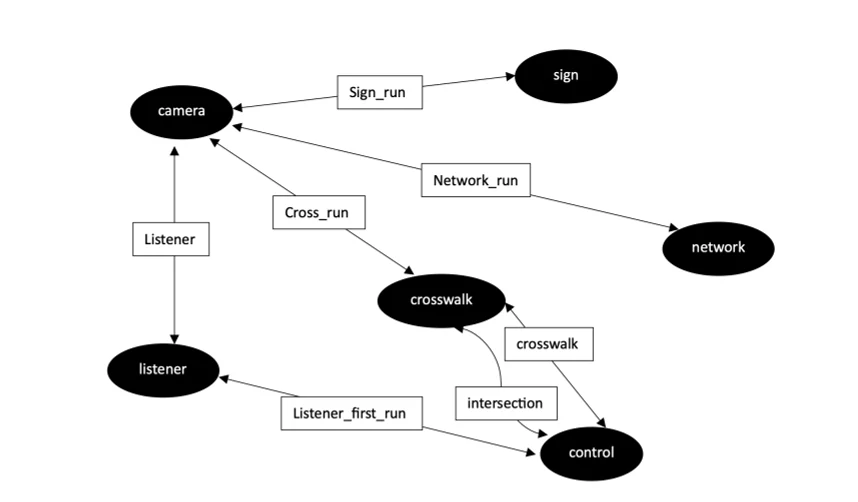 sign
Sign_run
camera
Network_run
Cross_run
Listener
network
crosswalk
crosswalk
listener
intersection
Listener_first_run
control